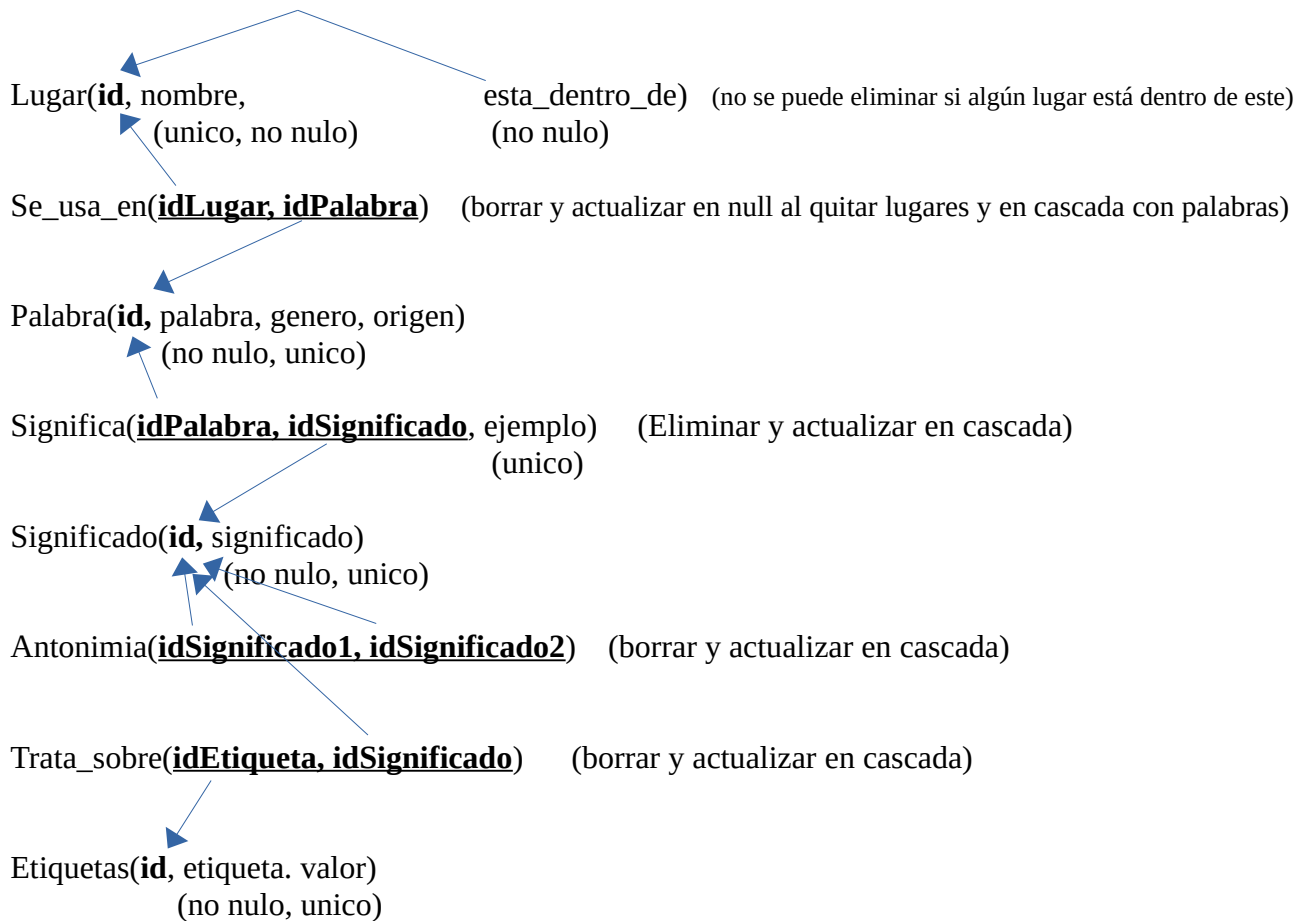 Lugar(id, nombre, esta_dentro_de) (no se puede eliminar si algún lugar está dentro de este)
(unico, no nulo) (no nulo)
Se_usa_en(idLugar, idPalabra) (borrar y actualizar en null al quitar lugares y en cascada con palabras)
Palabra(id, palabra, genero, origen)
(no nulo, unico)
Significa(idPalabra, idSignificado, ejemplo) (Eliminar y actualizar en cascada)
(unico)
Significado(id, significado)
(no nulo, unico)
Antonimia(idSignificado1, idSignificado2) (borrar y actualizar en cascada)
Trata_sobre(idEtiqueta, idSignificado) (borrar y actualizar en cascada)
Etiquetas(id, etiqueta. valor)
(no nulo, unico)